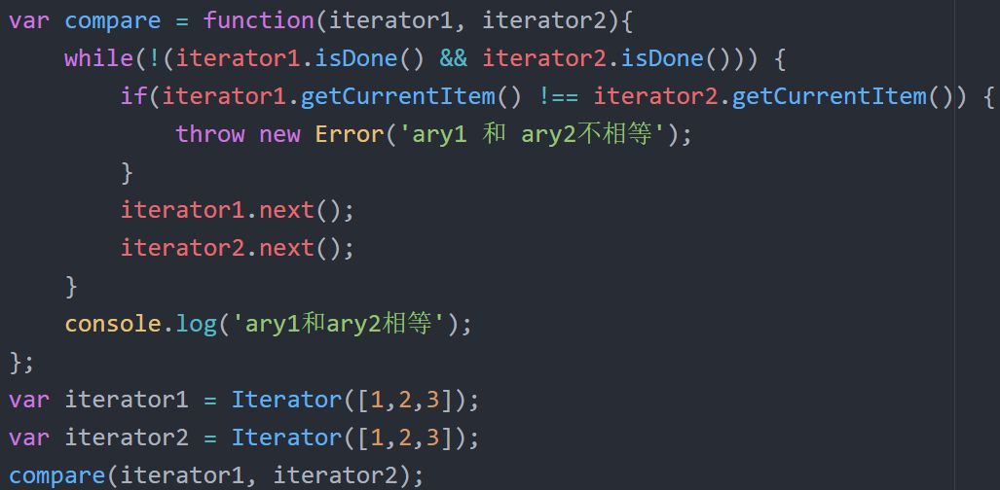 var compare = function(iterator1, iterator2){
    while(!(iterator1.isDone() && iterator2.isDone())) {
        if(iterator1.getCurrentItem() !== iterator2.getCurrentItem()) {
            throw new Error('ary1 和 ary2不相等');
        }
        iterator1.next();
        iterator2.next();
    }
    console.log('ary1和ary2相等');
};
var iterator1 = Iterator([1,2,3]);
var iterator2 = Iterator([1,2,3]);
compare(iterator1, iterator2);